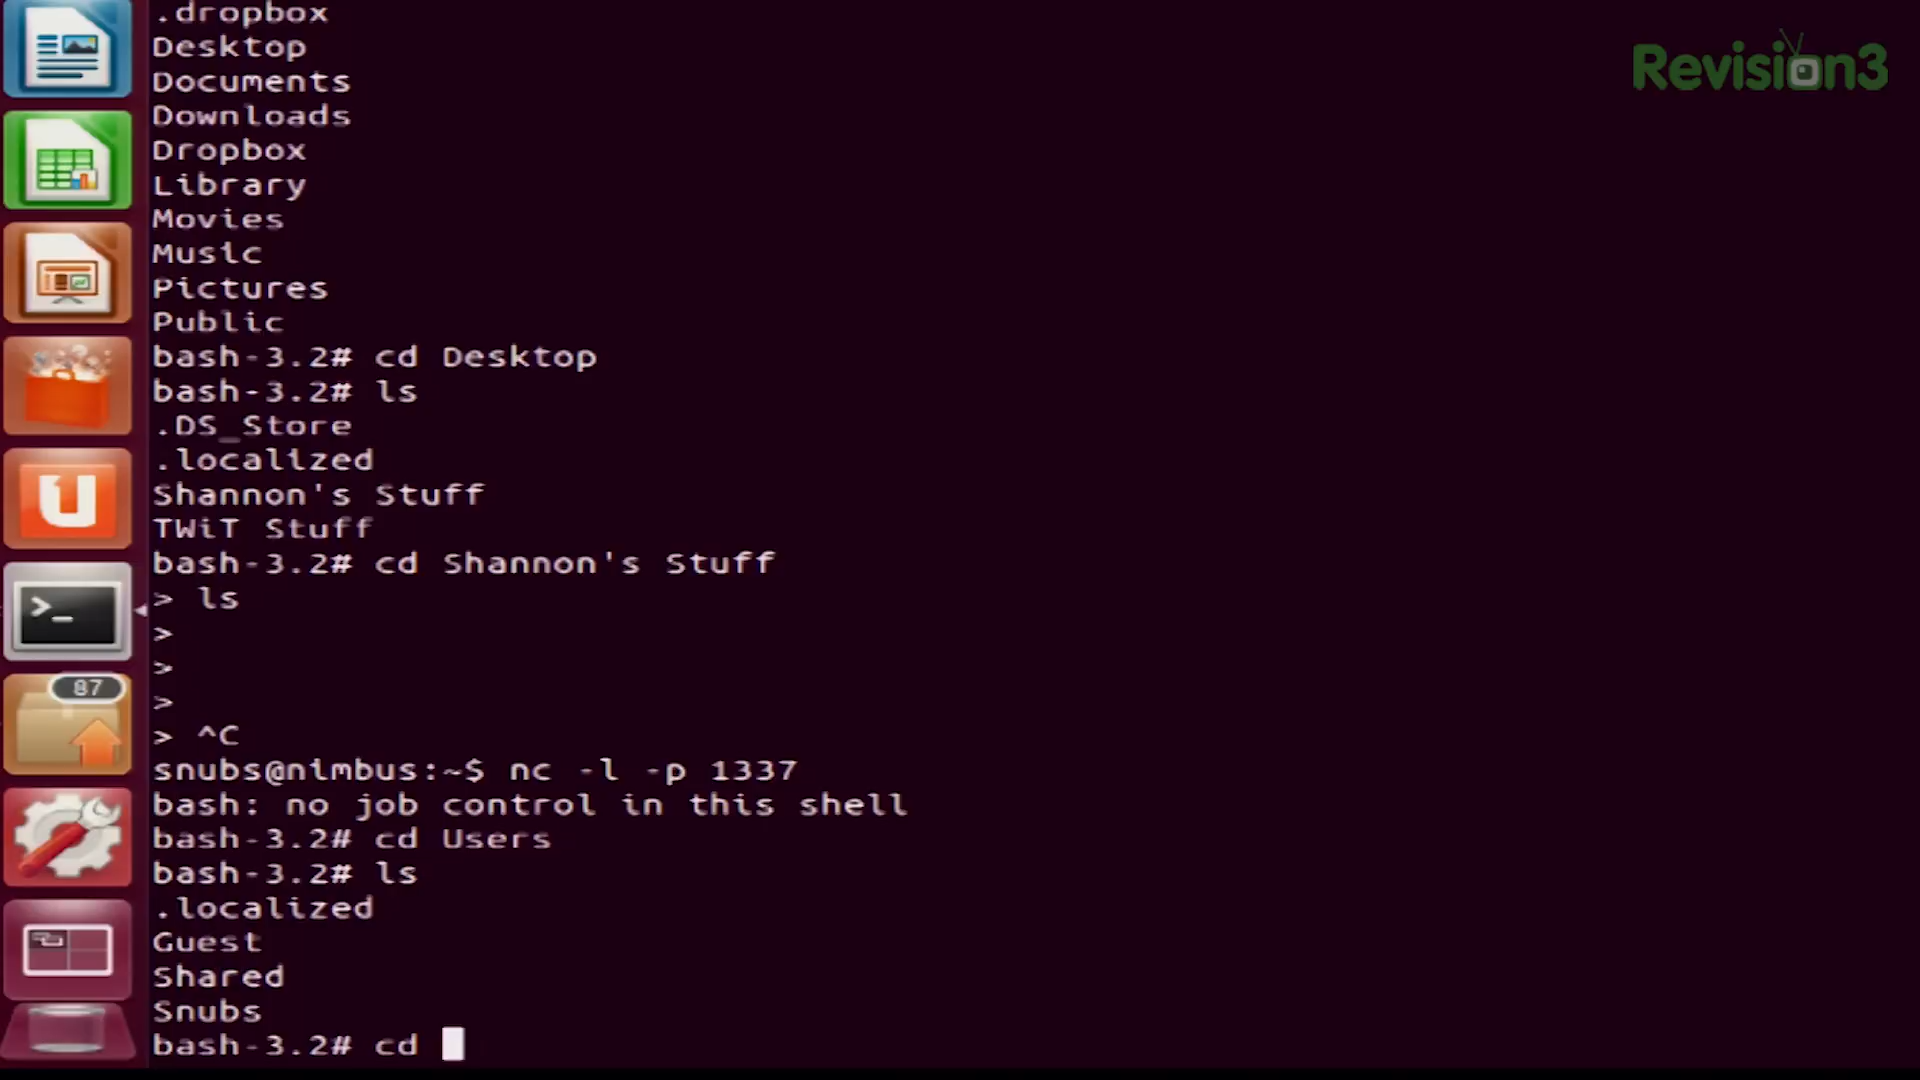 .dropbox
Desktop
Documents
Downloads
Dropbox
Library
Movies
Music
Pictures
Public
bash-3.2# cd Desktop
bash-3.2# ls
.DS_Store
.localized
Shannon's Stuff
TWiT Stuff
bash-3.2# cd Shannon's Stuff
> ls
>
>
>
> ^C
snubs@nimbus:~$ nc -l -p 1337
bash: no job control in this shell
bash-3.2# cd Users
bash-3.2# ls
.localized
Guest
Shared
Snubs
bash-3.2# cd
Revision3
U
>_
87